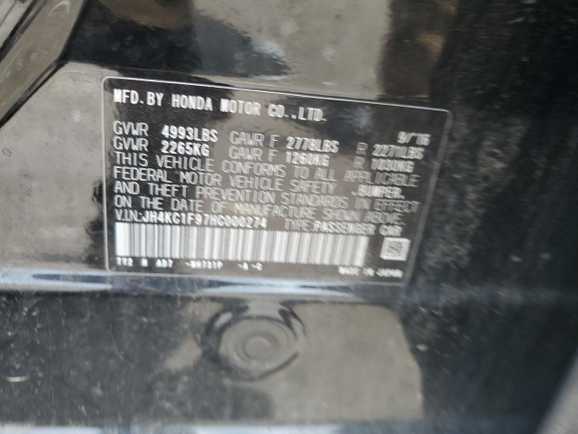 MFD.BY HONDA MOTOR CO.,LTD. 9/16
GVWR 4993LBS GAWR F 2778LBS R 2270LBS
GVWR 2265KG GAWR F 1260KG R 1030KG
THIS VEHICLE CONFORMS TO ALL APPLICABLE
FEDERAL MOTOR VEHICLE SAFETY, BUMPER,
AND THEFT PREVENTION STANDARDS IN EFFECT
ON THE DATE OF MANUFACTURE SHOWN ABOVE.
V.I.N: JH4KC1F97HC000274 TYPE:PASSENGER CAR
-A -C MADE IN JAPAN